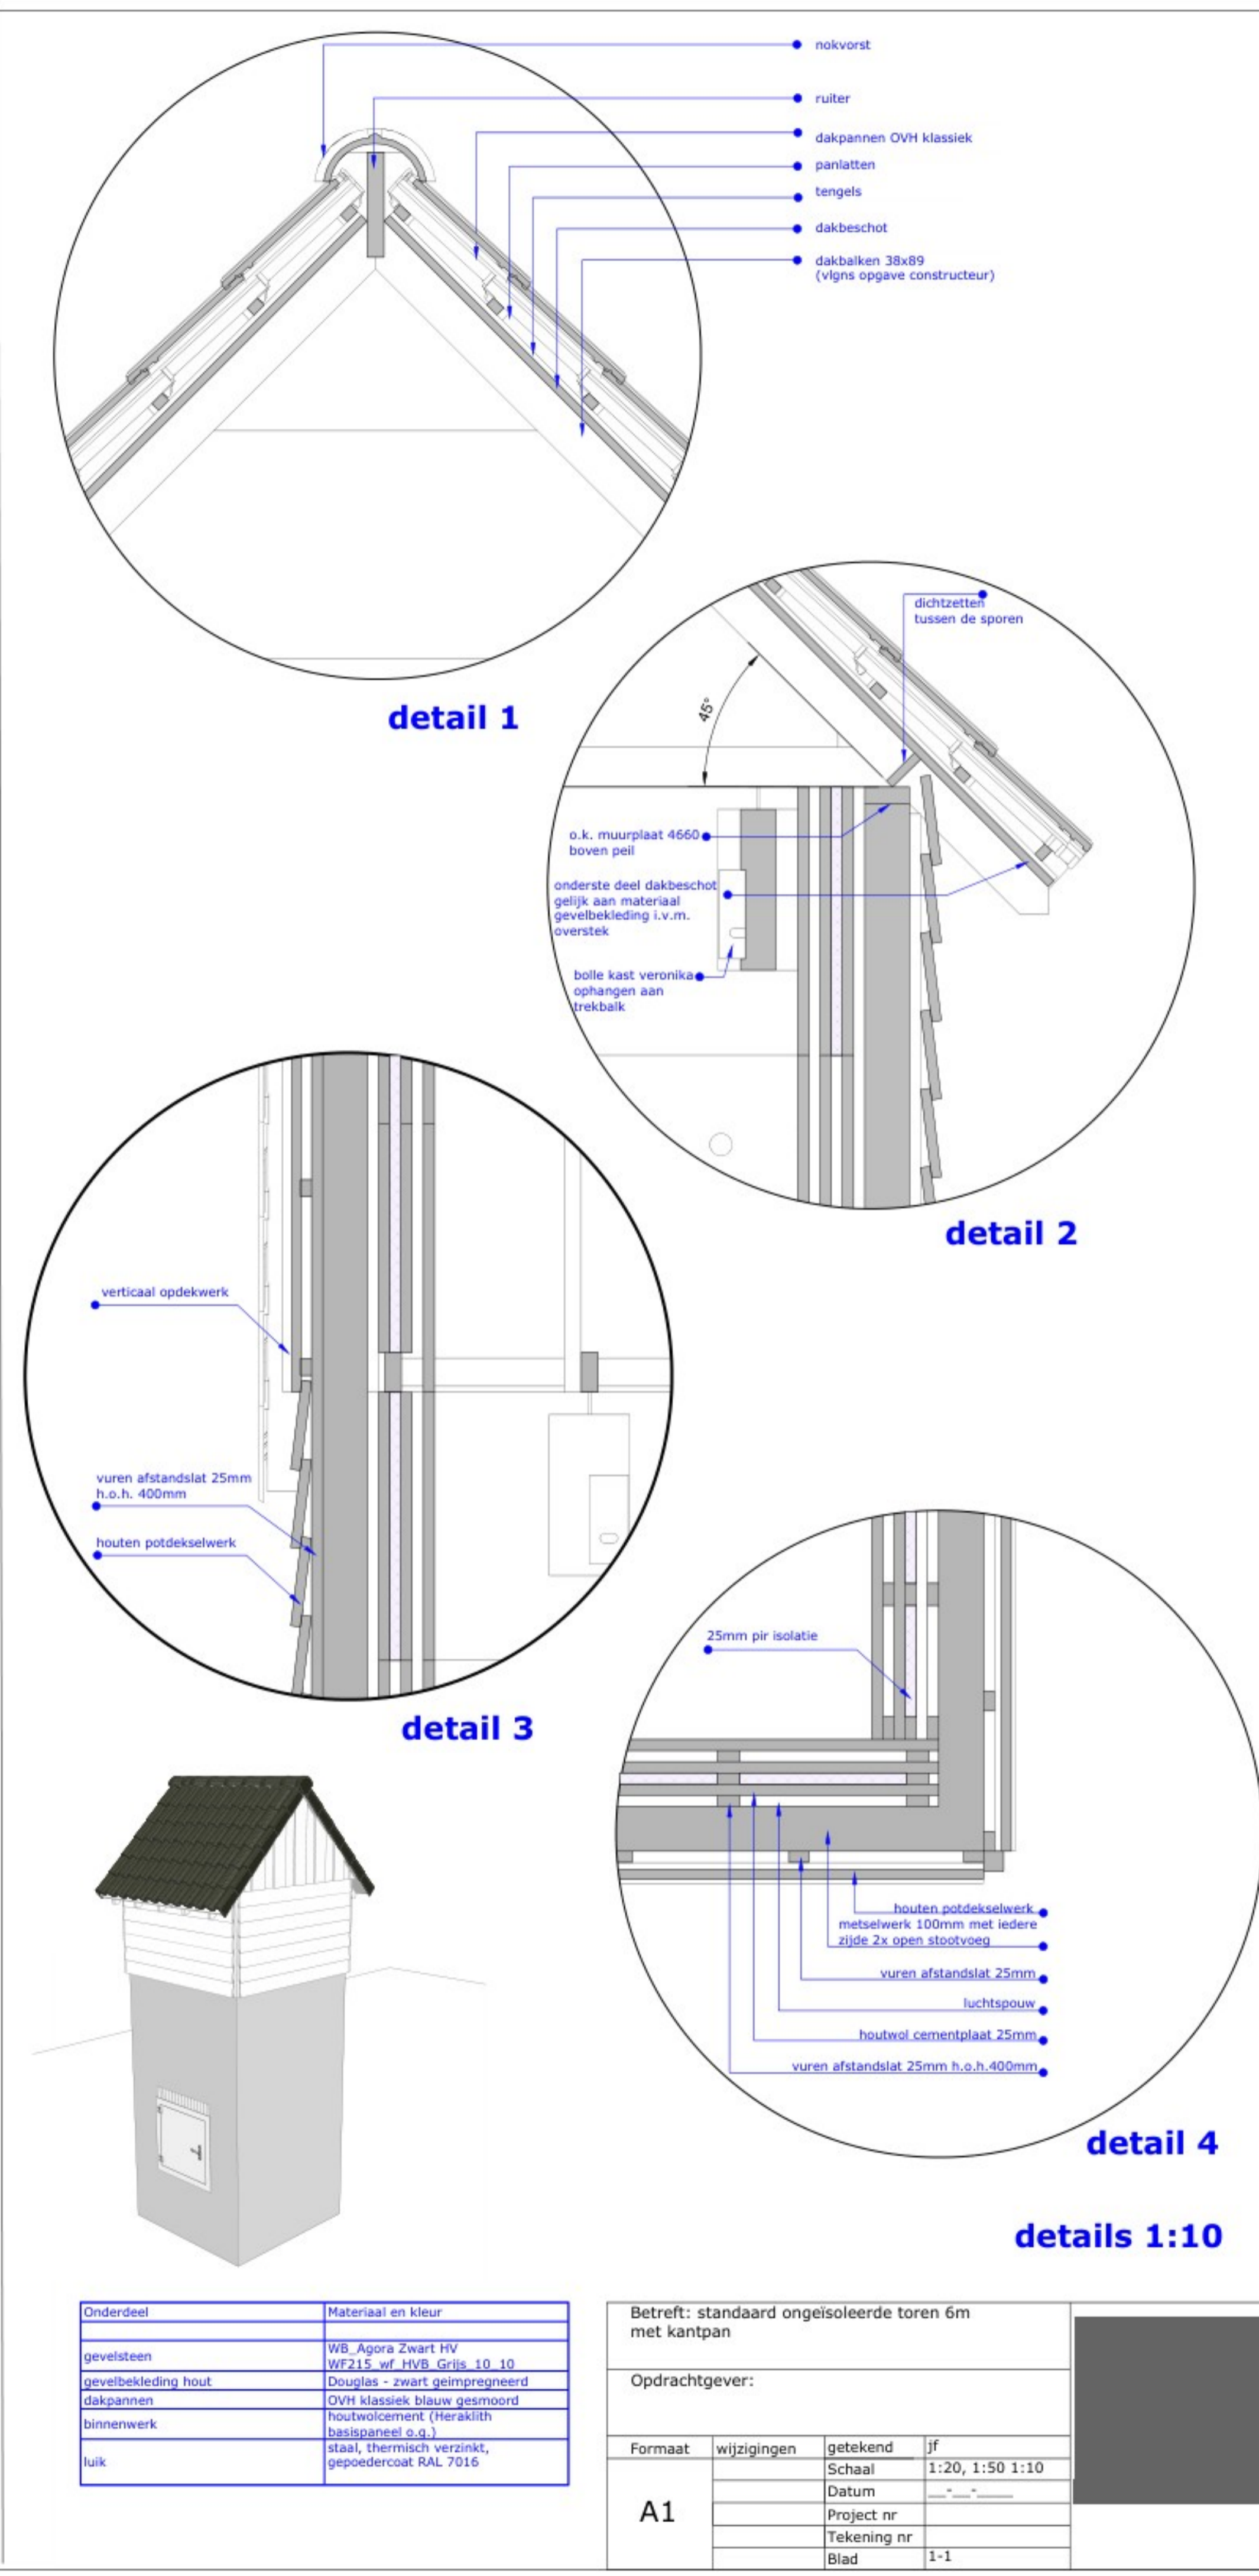 nokvorst
ruiter
dakpannen OVH klassiek
panlatten
tengels
dakbeschot
dakbalken 38x89
(vlgns opgave constructeur)
detail 1
dichtzetten
tussen de sporen
45°
o.k. muurplaat 4660
boven peil
onderste deel dakbeschot
gelijk aan materiaal
gevelbekleding i.v.m.
overstek
bolle kast veronika
ophangen aan
trekbalk
detail 2
verticaal opdekwerk
vuren afstandslat 25mm
h.o.h. 400mm
houten potdekselwerk
detail 3
25mm pir isolatie
houten potdekselwerk
metselwerk 100mm met iedere
zijde 2x open stootvoeg
vuren afstandslat 25mm
luchtspouw
houtwol cementplaat 25mm
vuren afstandslat 25mm h.o.h.400mm
detail 4
details 1:10
Onderdeel Materiaal en kleur
gevelsteen WB_Agora Zwart HV
WF215_wf_HVB_Grijs_10_10
gevelbekleding hout Douglas - zwart geimpregneerd
dakpannen OVH klassiek blauw gesmoord
binnenwerk houtwolcement (Heraklith
basispaneel o.g.)
luik staal, thermisch verzinkt,
gepoedercoat RAL 7016
Betreft: standaard ongeïsoleerde toren 6m
met kantpan
Opdrachtgever:
Formaat wijzigingen getekend jf
Schaal 1:20, 1:50 1:10
Datum __-__-____
A1
Project nr
Tekening nr
Blad 1-1